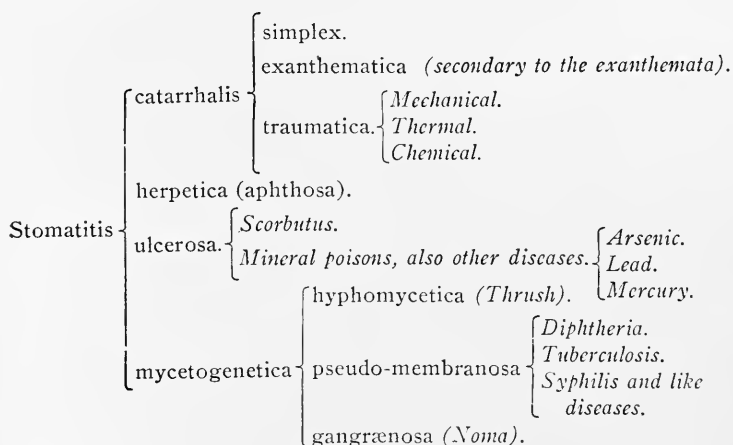 simplex.
exanthematica (secondary to the exanthemata).
catarrhalis
Mechanical.
traumatica. Thermal.
Chemical.
herpetica (aphthosa).
Stomatitis
Scorbutus.
ulcerosa.
Arsenic.
Mineral poisons, also other diseases. Lead.
Mercury.
hyphomycetica (Thrush).
Diphtheria.
Tuberculosis.
mycetogenetica pseudo-membranosa
Syphilis and like
diseases.
gangrænosa (Noma).